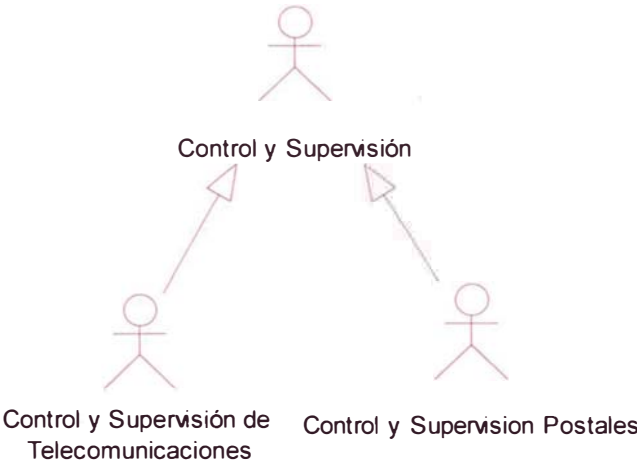 Control y Supervisión
Control y Supervisión de
Telecomunicaciones
Control y Supervision Postales